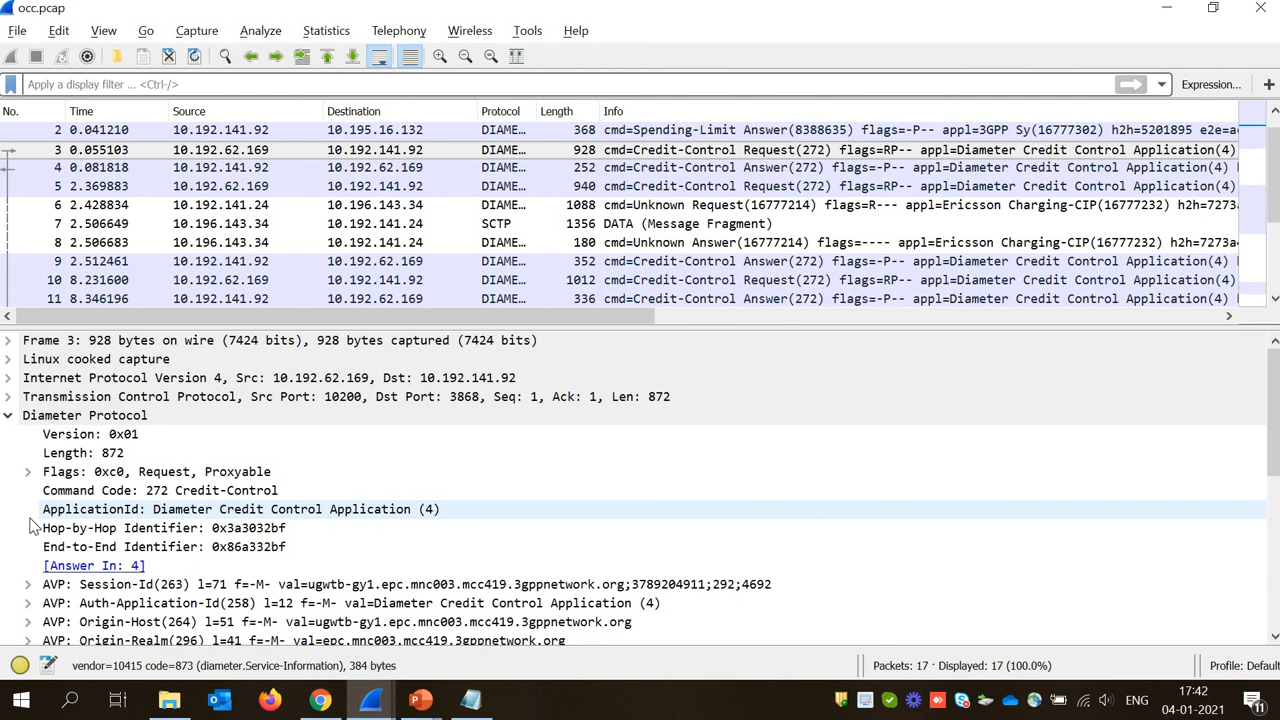 occ.pcap
File Edit View Go Capture Analyze Statistics Telephony Wireless Tools Help
Apply a display filter ... <Ctrl-/> Expression... +
No. Time Source Destination Protocol Length Info
2 0.041210 10.192.141.92 10.195.16.132 DIAME… 368 cmd=Spending-Limit Answer(8388635) flags=-P-- appl=3GPP Sy(16777302) h2h=5201895 e2e=a
3 0.055103 10.192.62.169 10.192.141.92 DIAME… 928 cmd=Credit-Control Request(272) flags=RP-- appl=Diameter Credit Control Application(4)
4 0.081818 10.192.141.92 10.192.62.169 DIAME… 252 cmd=Credit-Control Answer(272) flags=-P-- appl=Diameter Credit Control Application(4) h
5 2.369883 10.192.62.169 10.192.141.92 DIAME… 940 cmd=Credit-Control Request(272) flags=RP-- appl=Diameter Credit Control Application(4)
6 2.428834 10.192.141.24 10.196.143.34 DIAME… 1088 cmd=Unknown Request(16777214) flags=R--- appl=Ericsson Charging-CIP(16777232) h2h=7273
7 2.506649 10.196.143.34 10.192.141.24 SCTP 1356 DATA (Message Fragment)
8 2.506683 10.196.143.34 10.192.141.24 DIAME… 180 cmd=Unknown Answer(16777214) flags=---- appl=Ericsson Charging-CIP(16777232) h2h=7273a
9 2.512461 10.192.141.92 10.192.62.169 DIAME… 352 cmd=Credit-Control Answer(272) flags=-P-- appl=Diameter Credit Control Application(4) h
10 8.231600 10.192.62.169 10.192.141.92 DIAME… 1012 cmd=Credit-Control Request(272) flags=RP-- appl=Diameter Credit Control Application(4)
11 8.346196 10.192.141.92 10.192.62.169 DIAME… 336 cmd=Credit-Control Answer(272) flags=-P-- appl=Diameter Credit Control Application(4) h
Frame 3: 928 bytes on wire (7424 bits), 928 bytes captured (7424 bits)
Linux cooked capture
Internet Protocol Version 4, Src: 10.192.62.169, Dst: 10.192.141.92
Transmission Control Protocol, Src Port: 10200, Dst Port: 3868, Seq: 1, Ack: 1, Len: 872
Diameter Protocol
Version: 0x01
Length: 872
Flags: 0xc0, Request, Proxyable
Command Code: 272 Credit-Control
ApplicationId: Diameter Credit Control Application (4)
Hop-by-Hop Identifier: 0x3a3032bf
End-to-End Identifier: 0x86a332bf
[Answer In: 4]
AVP: Session-Id(263) l=71 f=-M- val=ugwtb-gy1.epc.mnc003.mcc419.3gppnetwork.org;3789204911;292;4692
AVP: Auth-Application-Id(258) l=12 f=-M- val=Diameter Credit Control Application (4)
AVP: Origin-Host(264) l=51 f=-M- val=ugwtb-gy1.epc.mnc003.mcc419.3gppnetwork.org
AVP: Origin-Realm(296) l=41 f=-M- val=epc.mnc003.mcc419.3gppnetwork.org
vendor=10415 code=873 (diameter.Service-Information), 384 bytes Packets: 17 · Displayed: 17 (100.0%) Profile: Default
ENG 17:42
04-01-2021 11